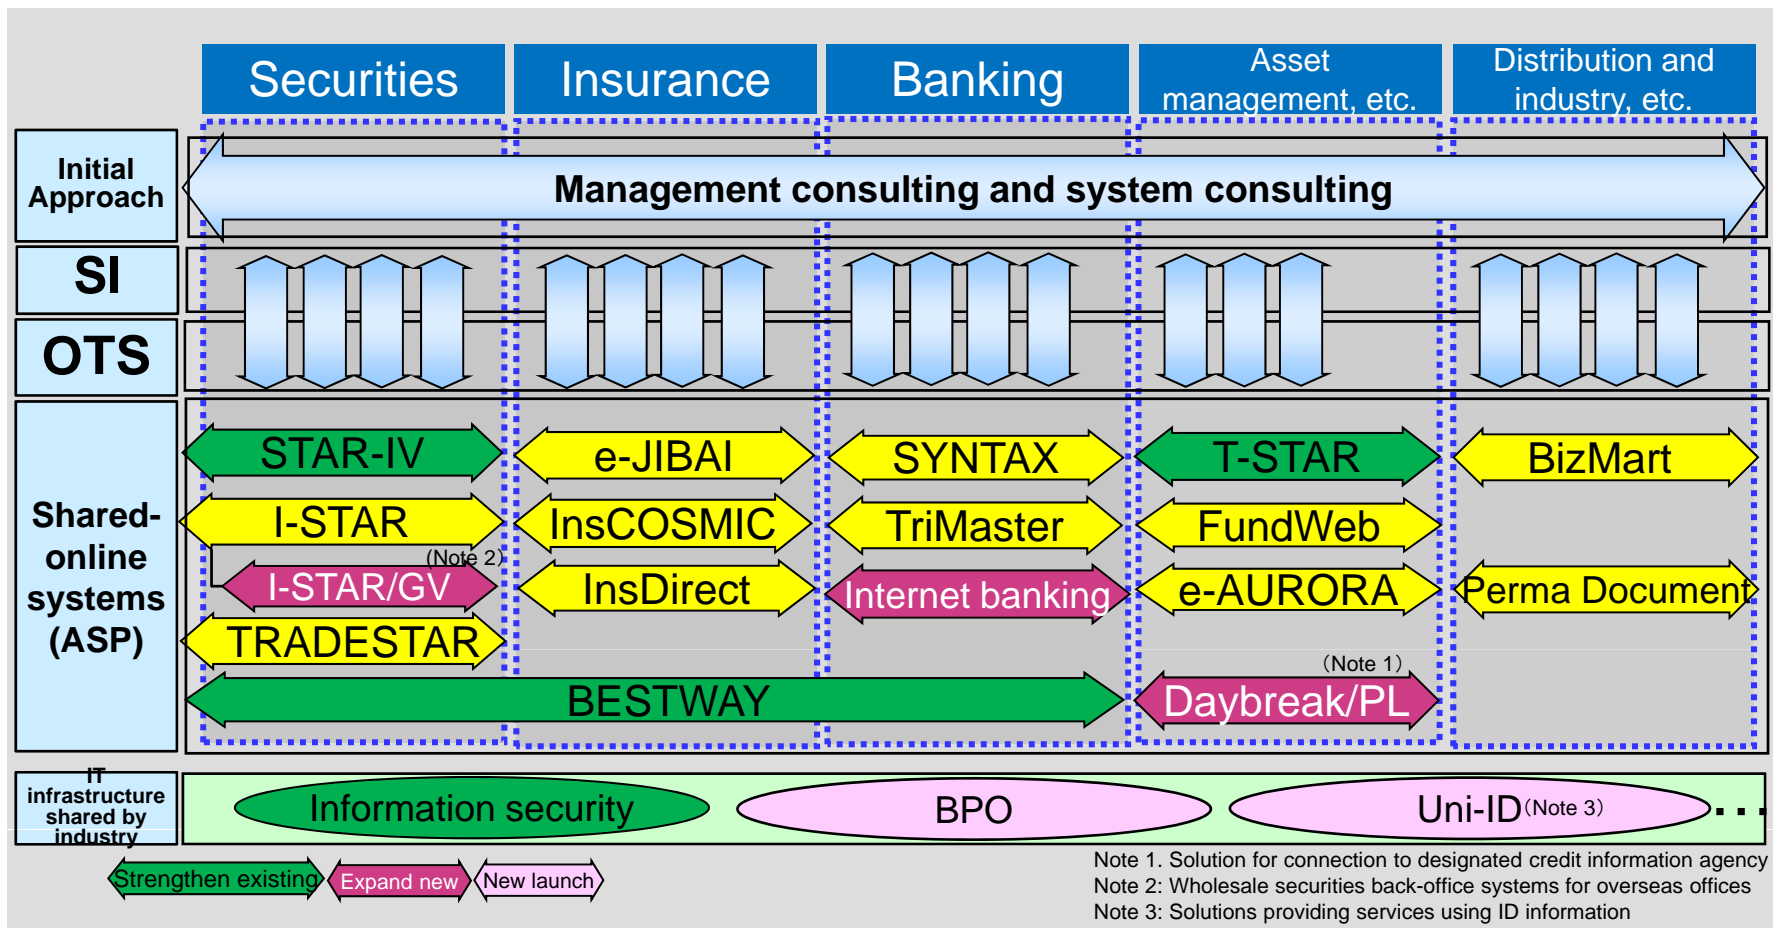 Securities
Insurance
Banking
Asset
management, etc.
Distribution and
industry, etc.
Initial
Approach
Management consulting and system consulting
SI
OTS
Shared-
online
systems
(ASP)
STAR-IV
e-JIBAI
SYNTAX
T-STAR
BizMart
I-STAR
InsCOSMIC
TriMaster
FundWeb
(Note 2)
I-STAR/GV
InsDirect
Internet banking
e-AURORA
Perma Document
TRADESTAR
(Note 1)
BESTWAY
Daybreak/PL
IT
infrastructure
shared by
industry
Information security
BPO
Uni-ID(Note 3)
...
Strengthen existing
Expand new
New launch
Note 1. Solution for connection to designated credit information agency
Note 2: Wholesale securities back-office systems for overseas offices
Note 3: Solutions providing services using ID information